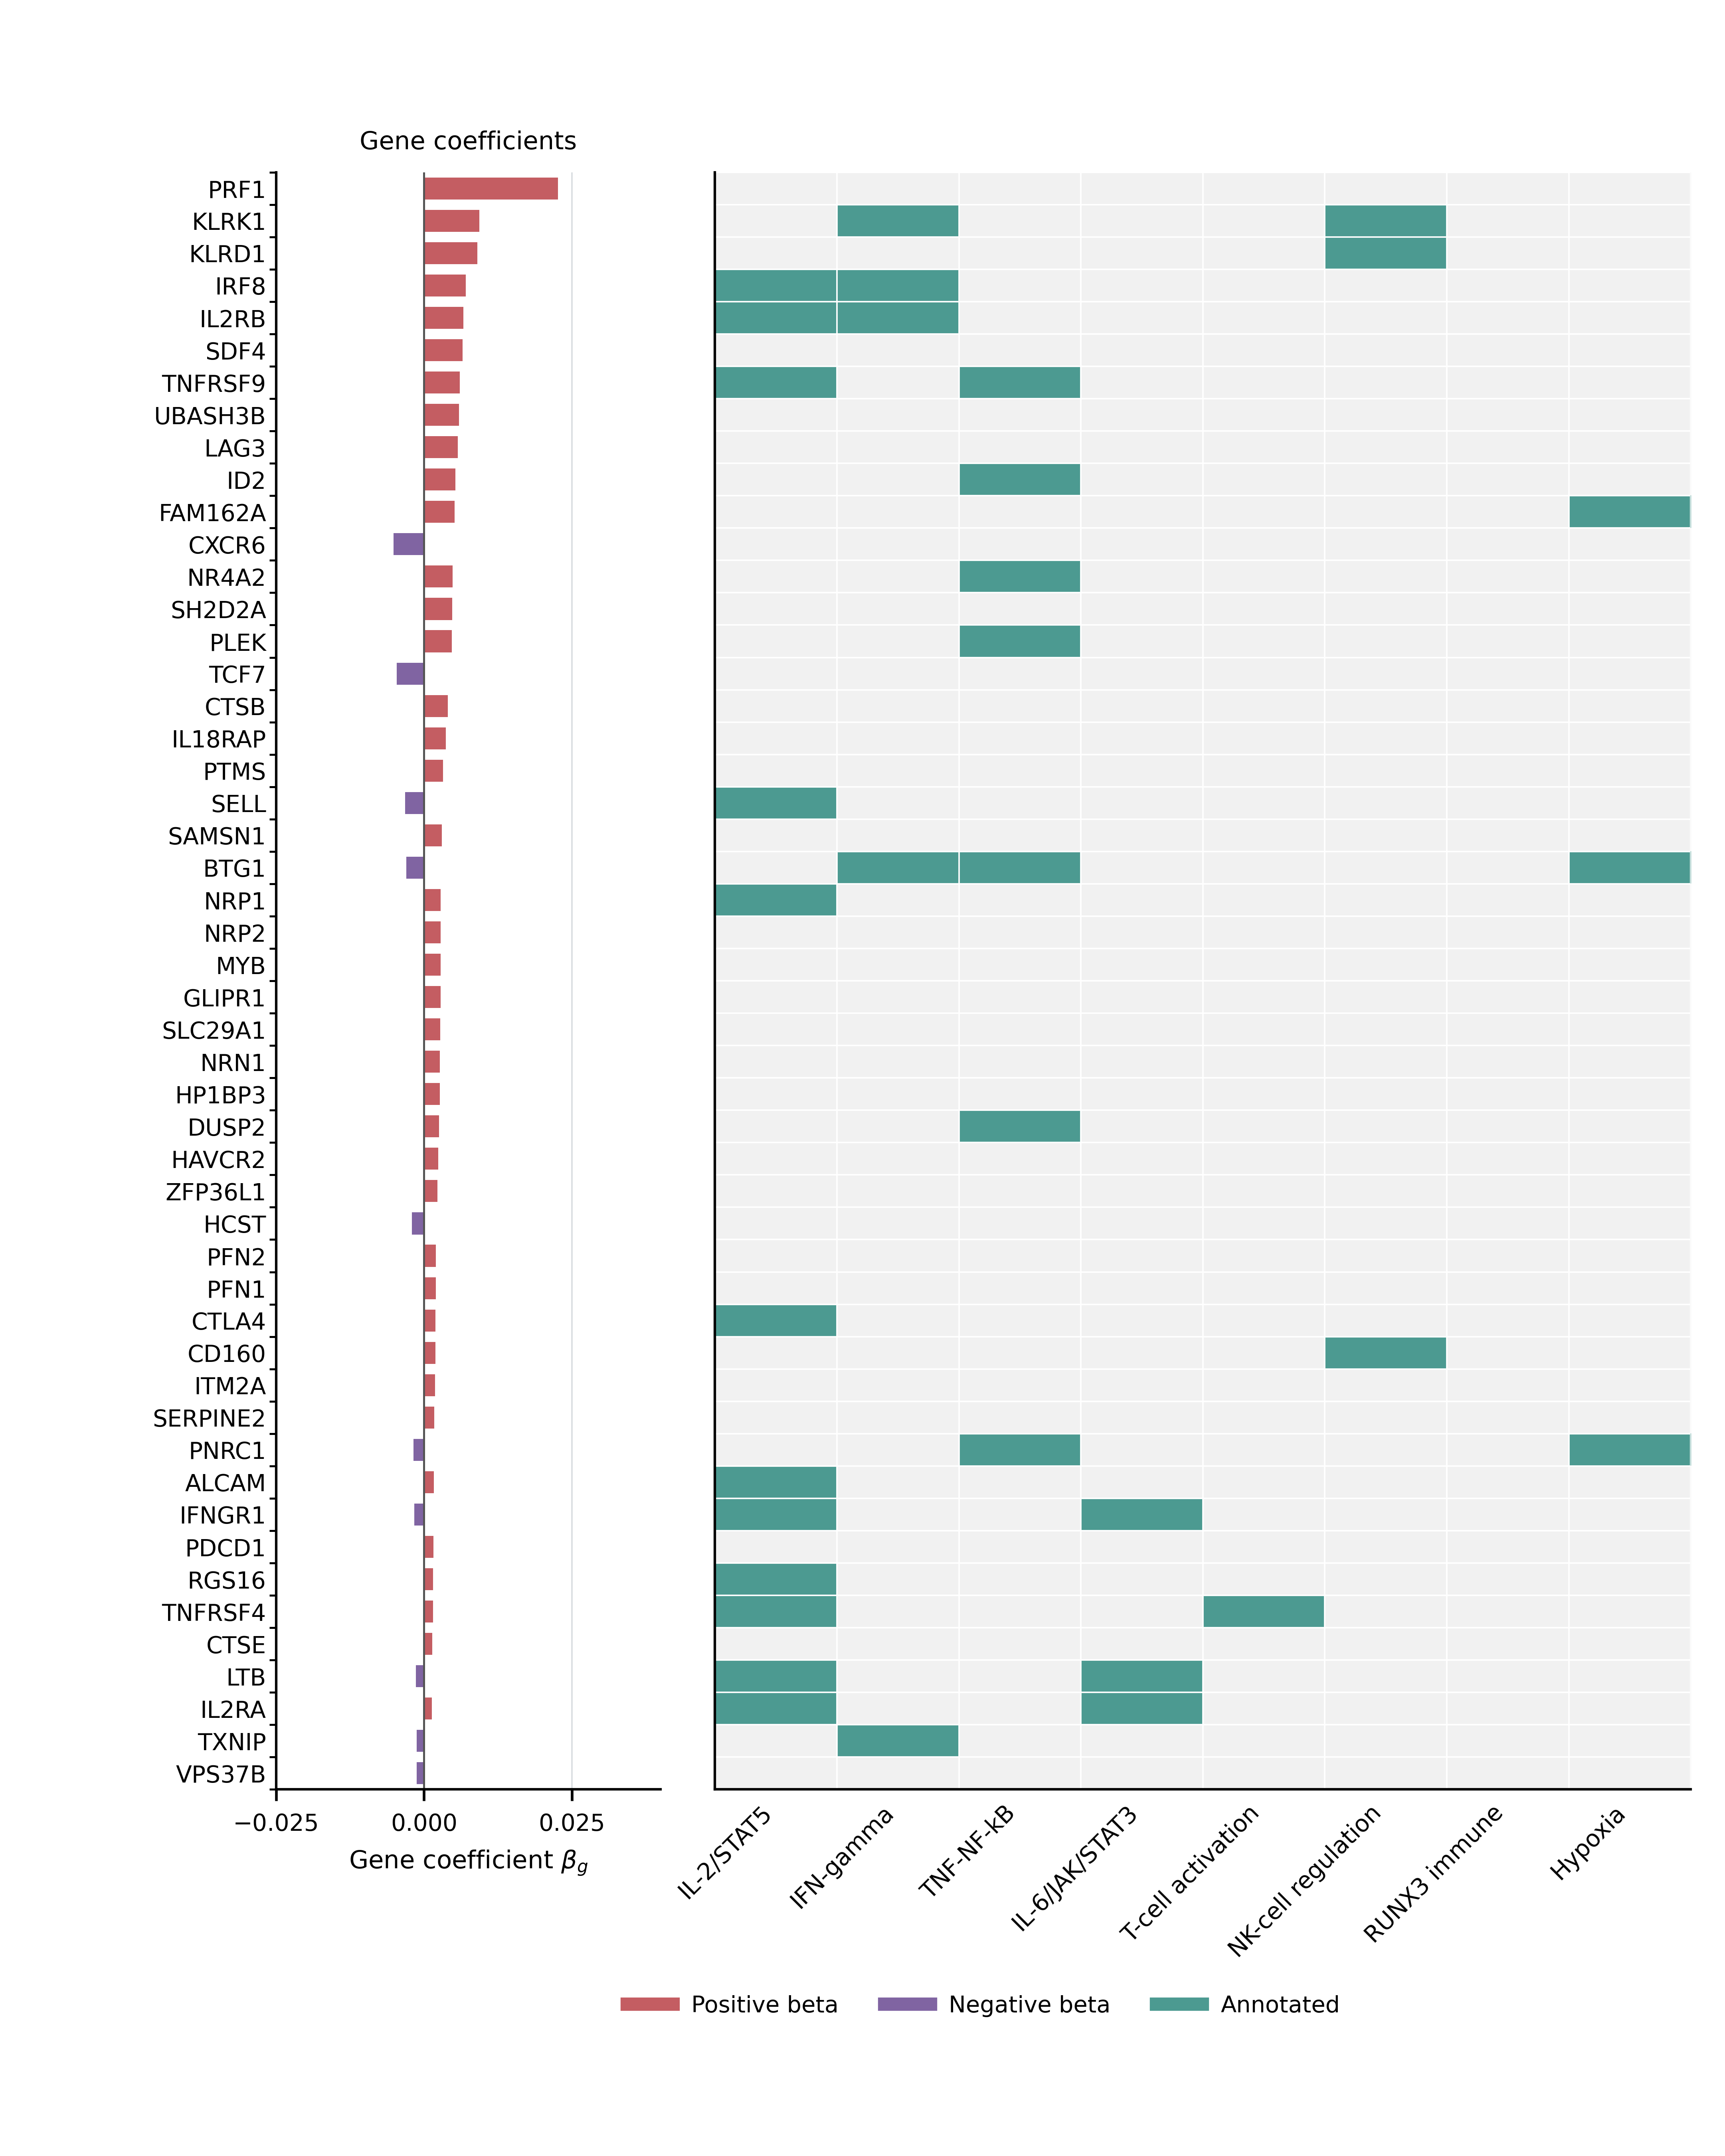 Gene coefficients
PRF1
KLRK1
KLRD1
IRF8
IL2RB
SDF4
TNFRSF9
UBASH3B
LAG3
ID2
FAM162A
CXCR6
NR4A2
SH2D2A
PLEK
TCF7
CTSB
IL18RAP
PTMS
SELL
SAMSN1
BTG1
NRP1
NRP2
MYB
GLIPR1
SLC29A1
NRN1
HP1BP3
DUSP2
HAVCR2
ZFP36L1
HCST
PFN2
PFN1
CTLA4
CD160
ITM2A
SERPINE2
PNRC1
ALCAM
IFNGR1
PDCD1
RGS16
TNFRSF4
CTSE
LTB
IL2RA
TXNIP
VPS37B
−0.025 0.000 0.025
Gene coefficient βg
IL-2/STAT5
IFN-gamma
TNF-NF-kB
IL-6/JAK/STAT3
T-cell activation
NK-cell regulation
RUNX3 immune
Hypoxia
Positive beta Negative beta Annotated